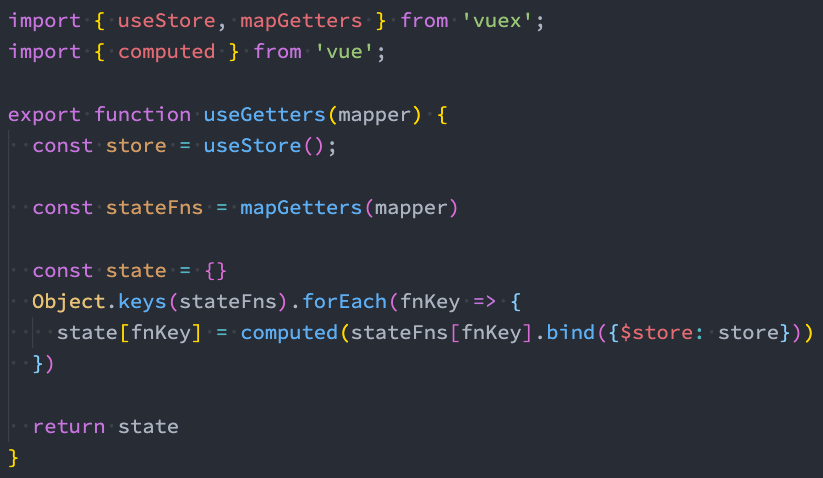 import { useStore, mapGetters } from 'vuex';
import { computed } from 'vue';
export function useGetters(mapper) {
const store = useStore();
const stateFns = mapGetters(mapper)
const state = {}
Object.keys(stateFns).forEach(fnKey => {
state[fnKey] = computed(stateFns[fnKey].bind({$store: store}))
})
return state
}